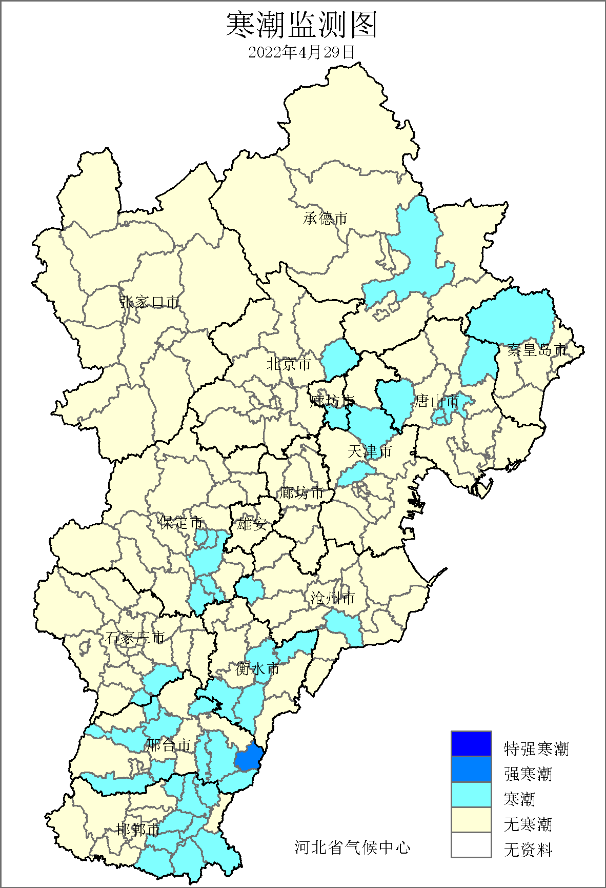 寒潮监测图
2022年4月29日
承德市
张家口市
秦皇岛市
北京市
廊坊市
唐山市
天津市
廊坊市
保定市
雄安
沧州市
石家庄市
衡水市
邢台市
邯郸市
特强寒潮
强寒潮
寒潮
无寒潮
无资料
河北省气候中心